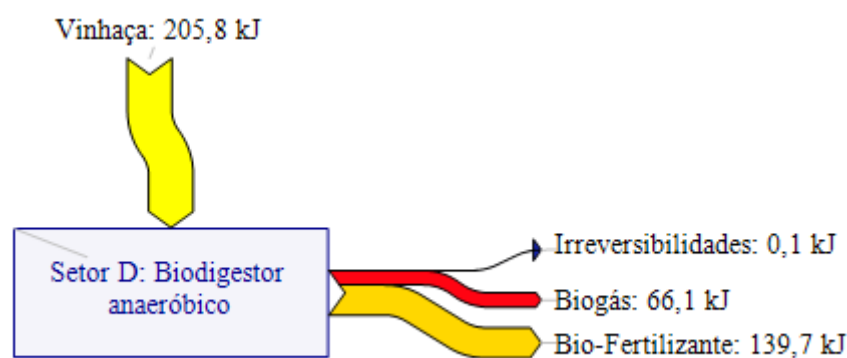 Vinhaça: 205,8 kJ
Setor D: Biodigestor
anaeróbico
Irreversibilidades: 0,1 kJ
Biogás: 66,1 kJ
Bio-Fertilizante: 139,7 kJ